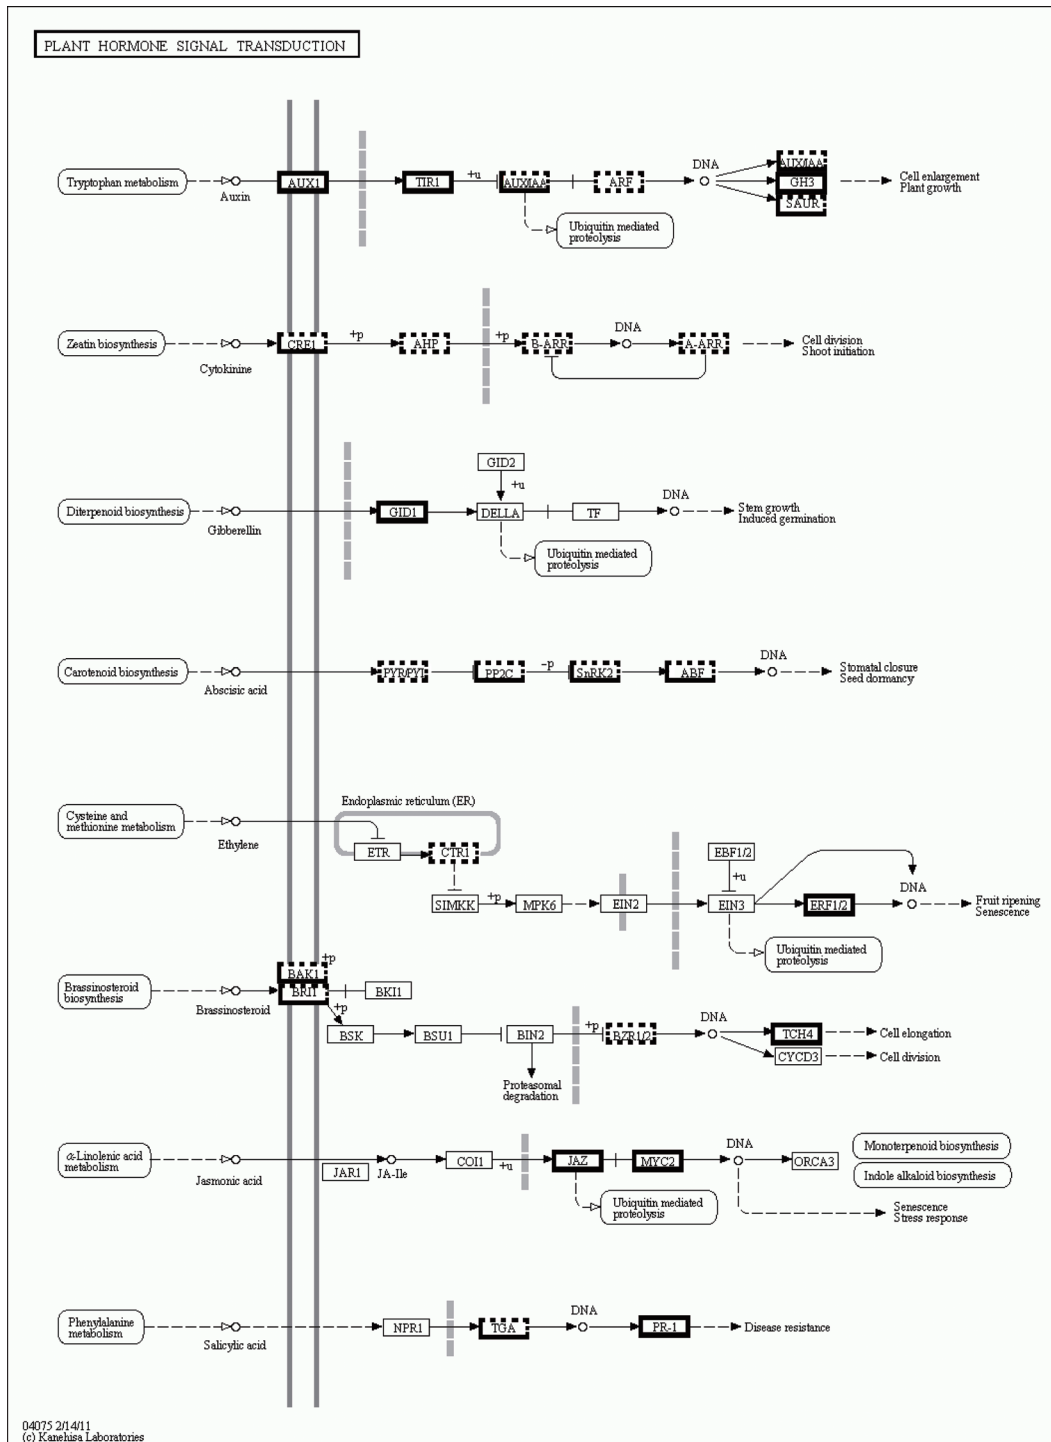 PLANT HORMONE SIGNAL TRANSDUCTION
Tryptophan metabolism
Auxin
AUX1
TIR1
+u
AUX/IAA
ARF
DNA
AUX/IAA
GH3
SAUR
Cell enlargement
Plant growth
Ubiquitin mediated
proteolysis
Zeatin biosynthesis
Cytokinine
CRE1
+p
AHP
+p
B-ARR
DNA
A-ARR
Cell division
Shoot initiation
Diterpenoid biosynthesis
Gibberellin
GID1
GID2
+u
DELLA
TF
DNA
Stem growth
Induced germination
Ubiquitin mediated
proteolysis
Carotenoid biosynthesis
Abscisic acid
PYR/PYL
PP2C
-p
SnRK2
ABF
DNA
Stomatal closure
Seed dormancy
Cysteine and
methionine metabolism
Ethylene
Endoplasmic reticulum (ER)
ETR
CTR1
SIMKK
+p
MPK6
EIN2
EBF1/2
+u
EIN3
ERF1/2
DNA
Fruit ripening
Senescence
Ubiquitin mediated
proteolysis
Brassinosteroid
biosynthesis
Brassinosteroid
BAK1
+p
BRI1
+p
BKI1
BSK
BSU1
BIN2
+p
BZR1/2
DNA
TCH4
Cell elongation
CYCD3
Cell division
Proteasomal
degradation
α-Linolenic acid
metabolism
Jasmonic acid
JAR1
JA-Ile
COI1
+u
JAZ
MYC2
DNA
ORCA3
Monoterpenoid biosynthesis
Indole alkaloid biosynthesis
Ubiquitin mediated
proteolysis
Senescence
Stress response
Phenylalanine
metabolism
Salicylic acid
NPR1
TGA
DNA
PR-1
Disease resistance
04075 2/14/11
(c) Kanehisa Laboratories